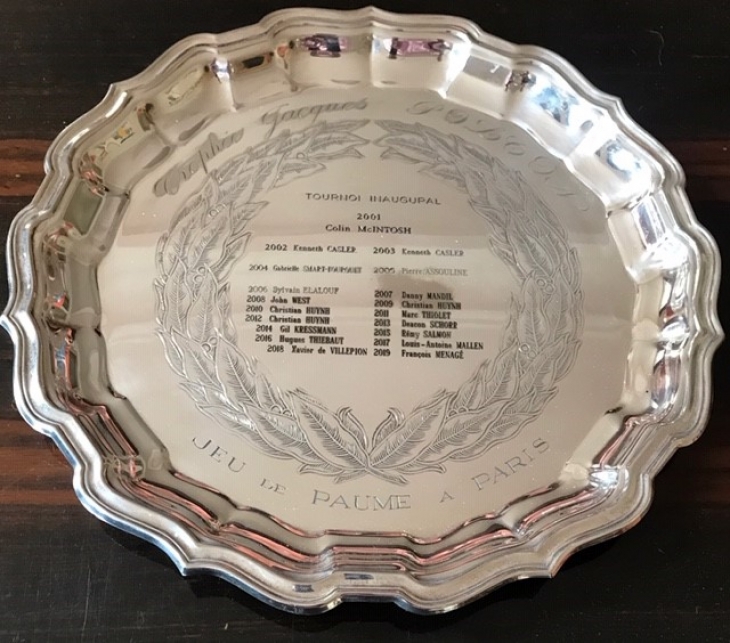 Trophée Jacques
TOURNOI INAUGURAL
2001
Colin McINTOSH
2002 Kenneth CASLER 2003 Kenneth CASLER
2004 Gabrielle 2005 Pierre ASSOULINE
2006 Sylvain ELALOUF 2007 Danny MANDIL
2008 John WEST 2009 Christian HUYNH
2010 Christian HUYNH 2011 Marc THIOLET
2012 Christian HUYNH 2013 Deacon SCHORR
2014 Gil KRESSMANN 2015 Rémy SALMON
2016 Hugues THIEBAUT 2017 Louis-Antoine MALLEN
2018 Xavier de VILLEPION 2019 François MENAGÉ
JEU DE PAUME A PARIS